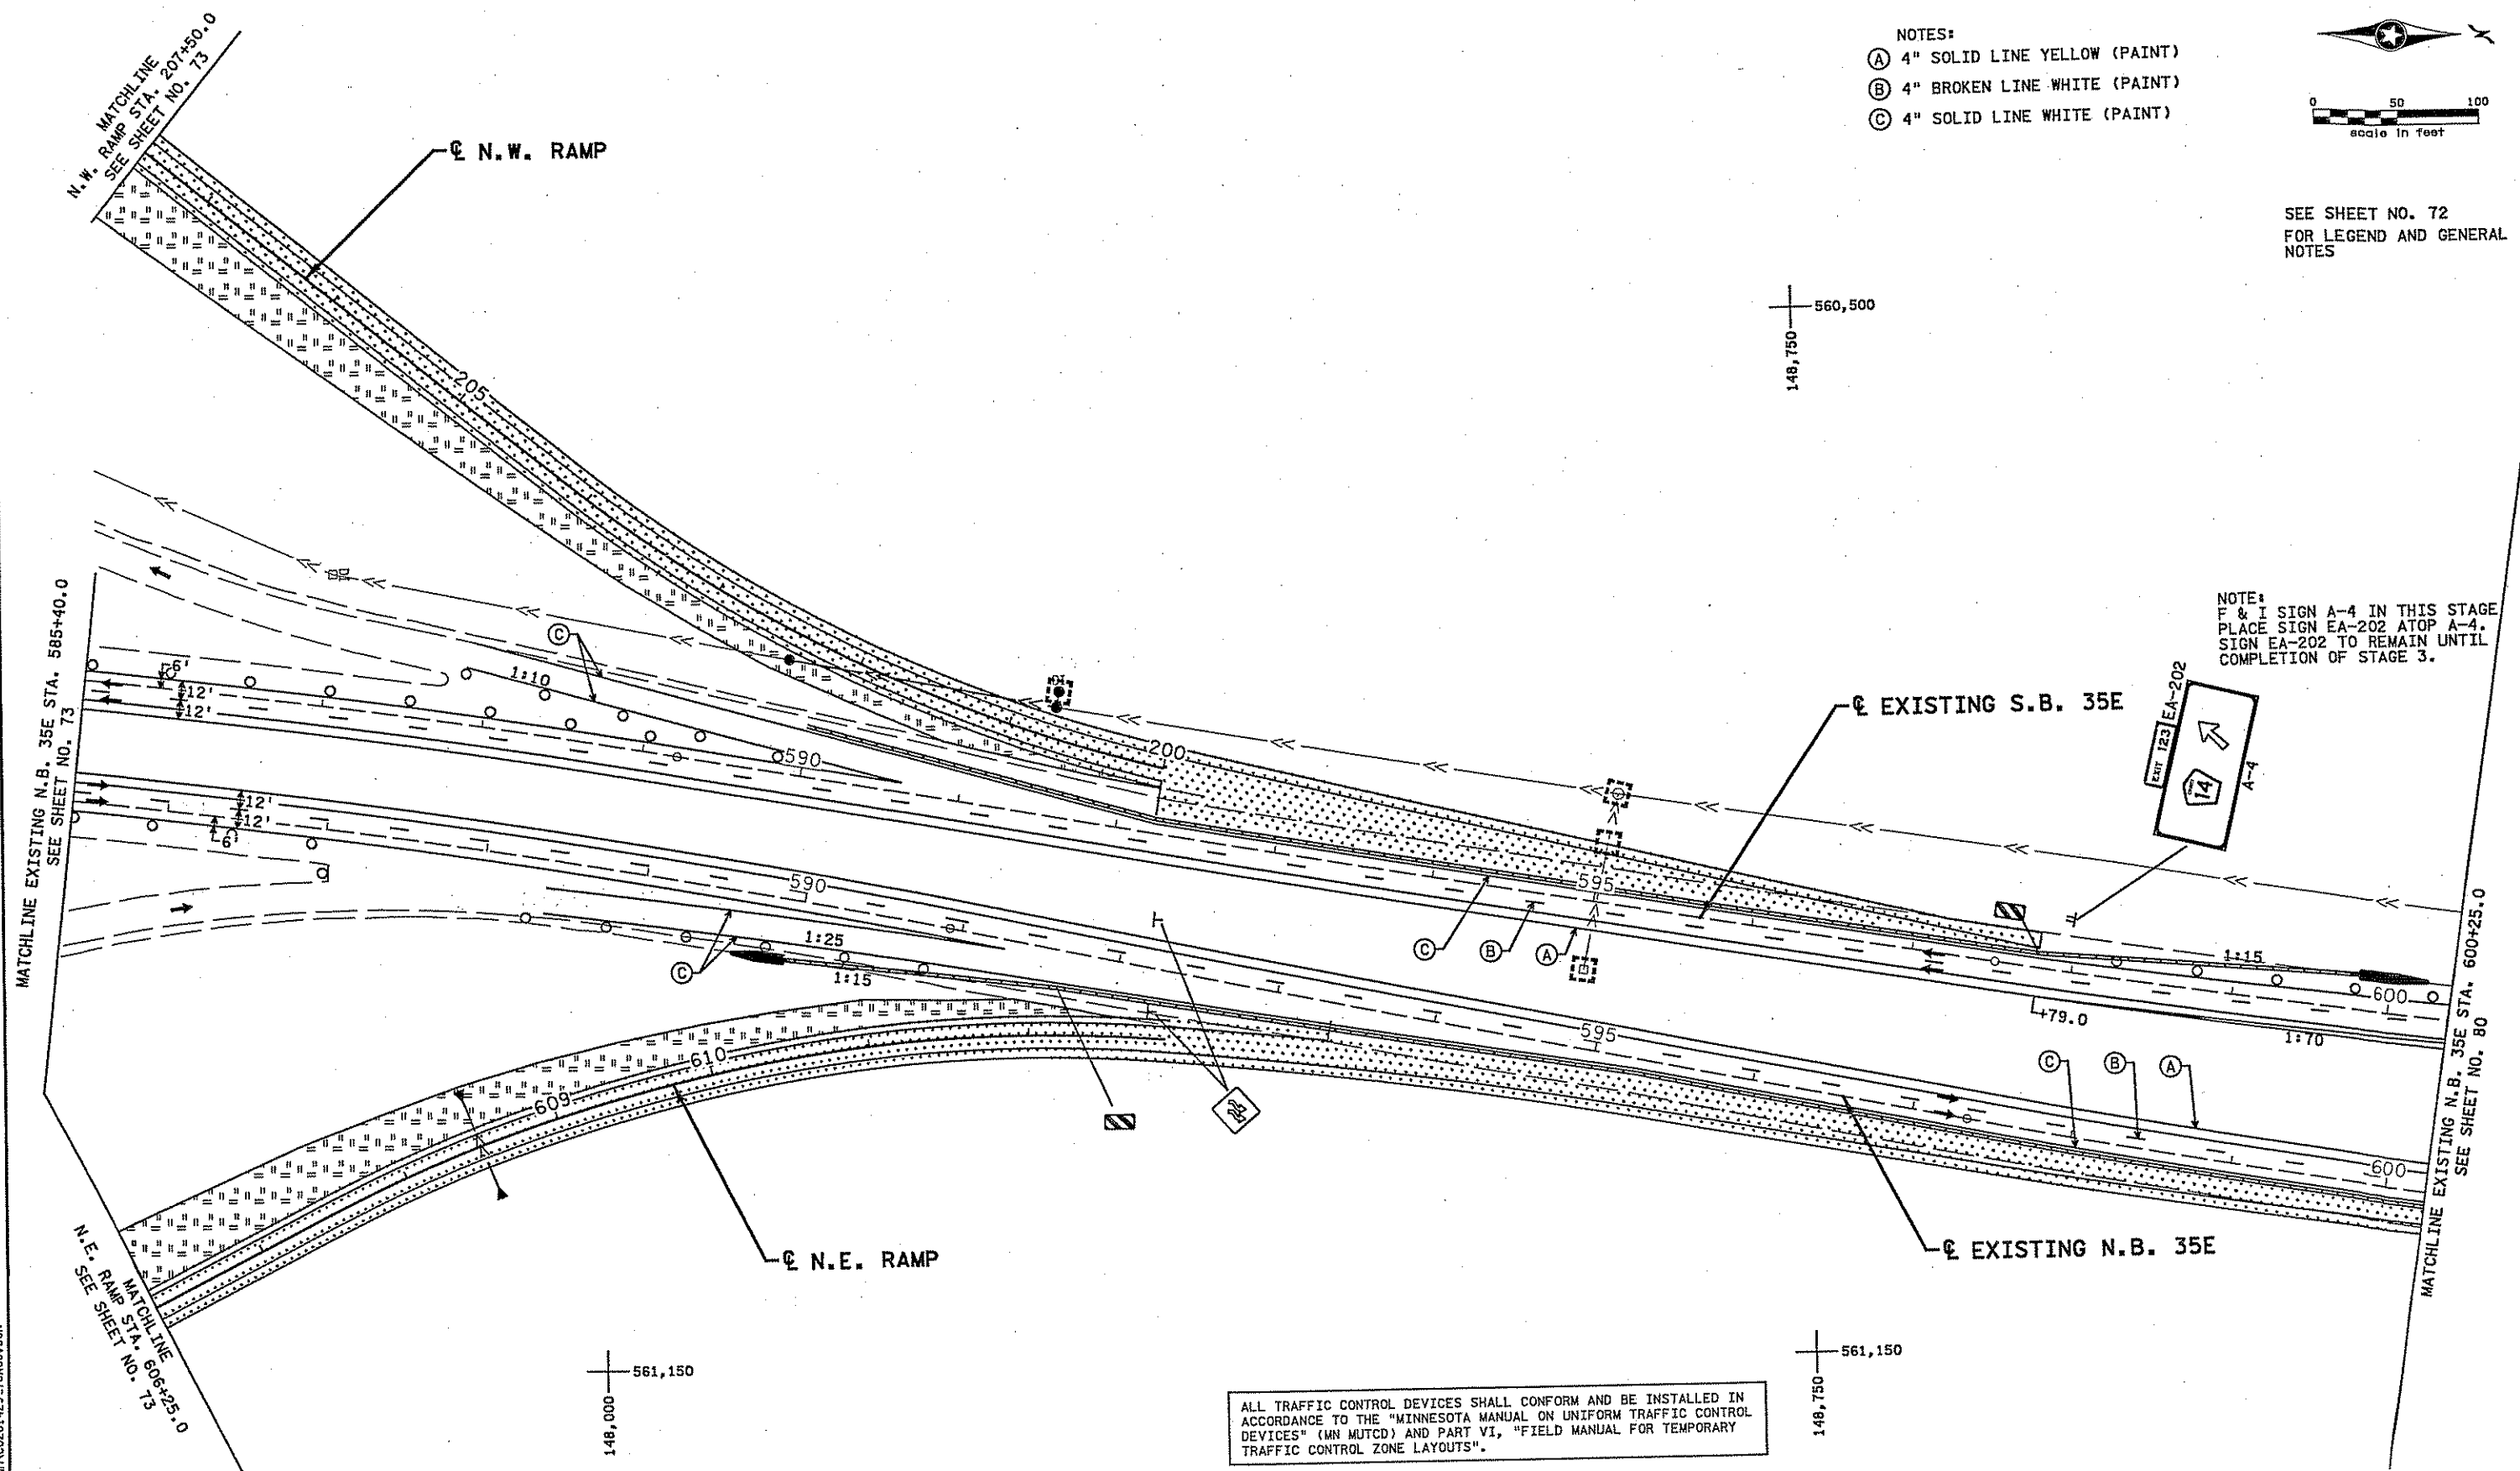 NOTES:
Ⓐ 4" SOLID LINE YELLOW (PAINT)
Ⓑ 4" BROKEN LINE WHITE (PAINT)
Ⓒ 4" SOLID LINE WHITE (PAINT)
0 50 100
scale in feet
SEE SHEET NO. 72
FOR LEGEND AND GENERAL
NOTES
MATCHLINE
N.W. RAMP STA. 207+50.0
SEE SHEET NO. 73
℄ N.W. RAMP
560,500
148,750
205
NOTE:
F & I SIGN A-4 IN THIS STAGE
PLACE SIGN EA-202 ATOP A-4.
SIGN EA-202 TO REMAIN UNTIL
COMPLETION OF STAGE 3.
EA-202
EXIT 123
14
A-4
MATCHLINE EXISTING N.B. 35E STA. 585+40.0
SEE SHEET NO. 73
Ⓒ
1:10
6'
12'
12'
590
200
℄ EXISTING S.B. 35E
12'
12'
6'
590
595
Ⓒ
Ⓑ
Ⓐ
1:25
1:15
Ⓒ
1:15
600
+79.0
1:70
595
Ⓒ
Ⓑ
Ⓐ
600
610
609
℄ N.E. RAMP
℄ EXISTING N.B. 35E
MATCHLINE EXISTING N.B. 35E STA. 600+25.0
SEE SHEET NO. 80
MATCHLINE
N.E. RAMP STA. 606+25.0
SEE SHEET NO. 73
561,150
148,000
561,150
148,750
ALL TRAFFIC CONTROL DEVICES SHALL CONFORM AND BE INSTALLED IN
ACCORDANCE TO THE "MINNESOTA MANUAL ON UNIFORM TRAFFIC CONTROL
DEVICES" (MN MUTCD) AND PART VI, "FIELD MANUAL FOR TEMPORARY
TRAFFIC CONTROL ZONE LAYOUTS".